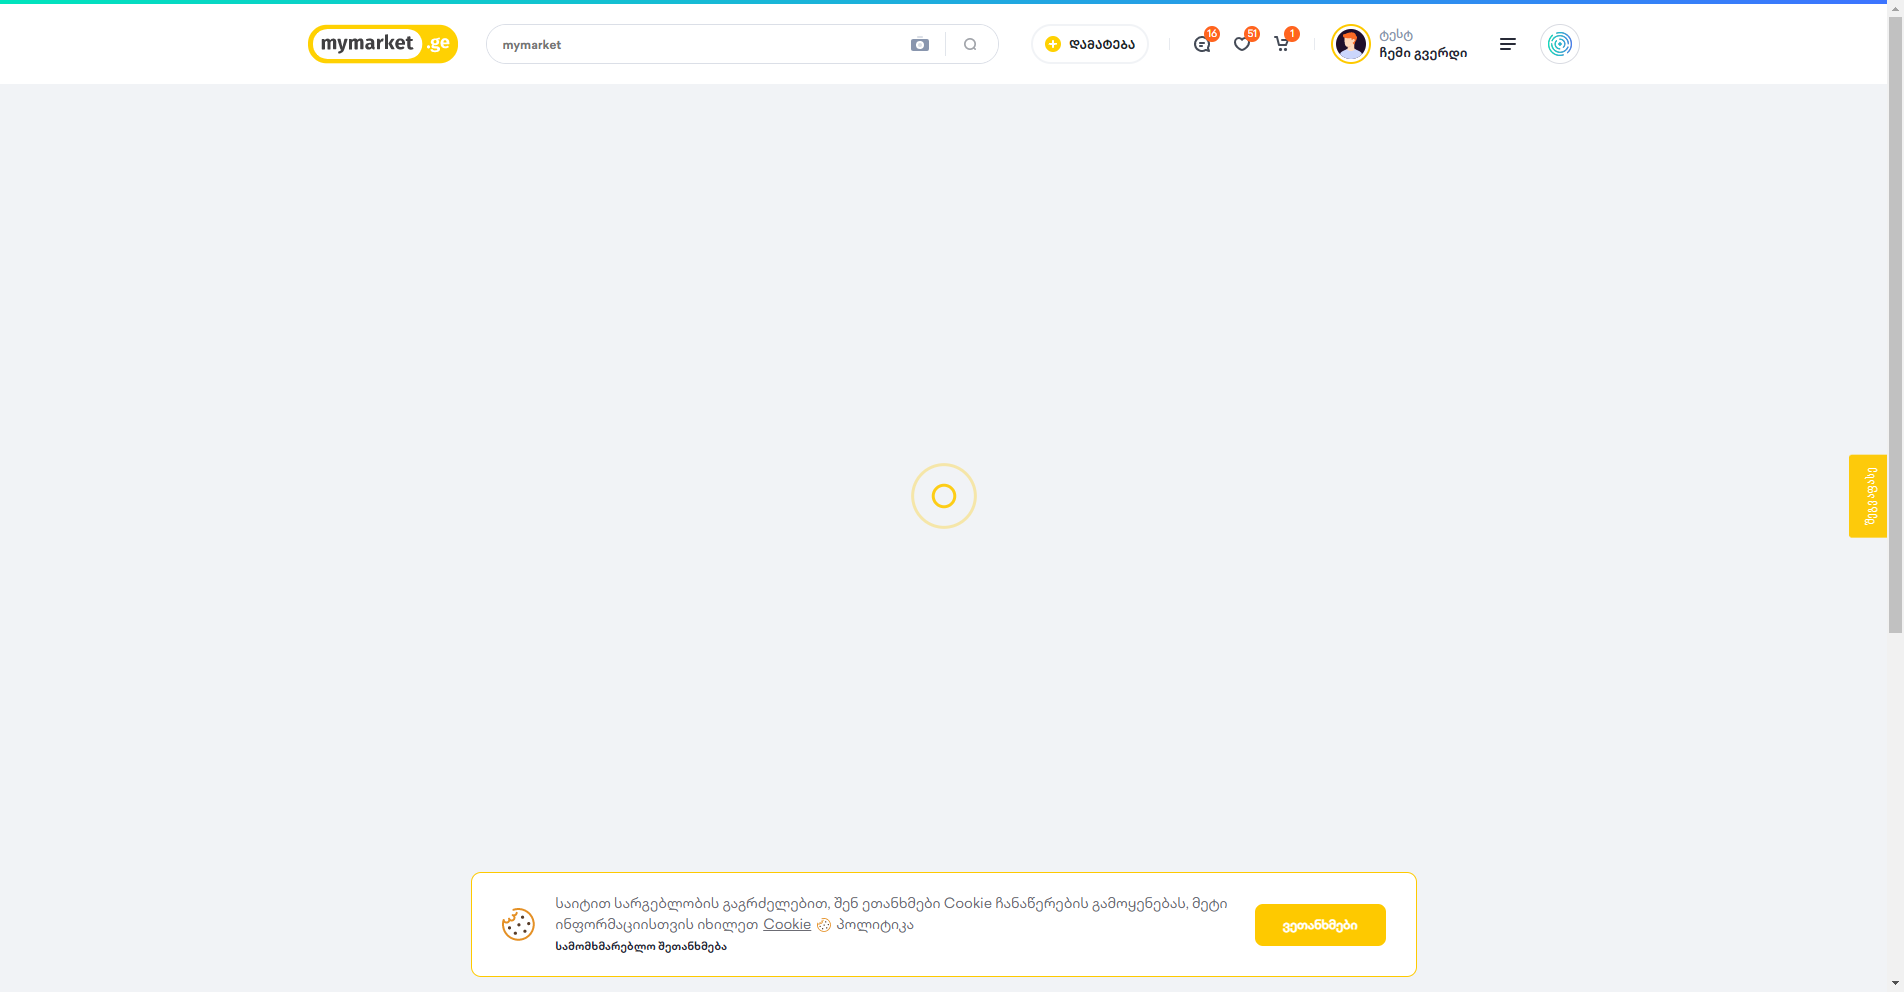 mymarket .ge
mymarket
დამატება
16
51
1
ტესტ
ჩემი გვერდი
შეაფასე
საიტით სარგებლობის გაგრძელებით, შენ ეთანხმები Cookie ჩანაწერების გამოყენებას, მეტი
ინფორმაციისთვის იხილეთ Cookie 🍪 პოლიტიკა
სამომხმარებლო შეთანხმება
ვეთანხმები